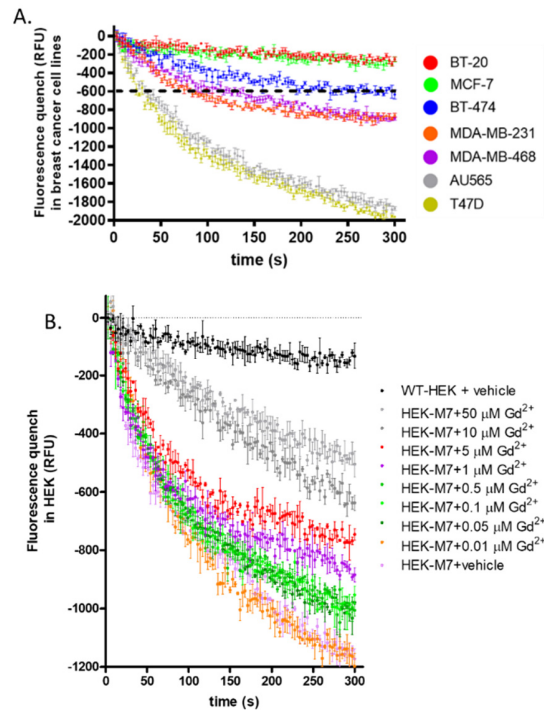 A.
Fluorescence quench (RFU)
in breast cancer cell lines
0
-200
-400
-600
-800
-1000
-1200
-1400
-1600
-1800
-2000
0 50 100 150 200 250 300
time (s)
BT-20
MCF-7
BT-474
MDA-MB-231
MDA-MB-468
AU565
T47D
B.
Fluorescence quench
in HEK (RFU)
0
-200
-400
-600
-800
-1000
-1200
0 50 100 150 200 250 300
time (s)
WT-HEK + vehicle
HEK-M7+50 μM Gd²⁺
HEK-M7+10 μM Gd²⁺
HEK-M7+5 μM Gd²⁺
HEK-M7+1 μM Gd²⁺
HEK-M7+0.5 μM Gd²⁺
HEK-M7+0.1 μM Gd²⁺
HEK-M7+0.05 μM Gd²⁺
HEK-M7+0.01 μM Gd²⁺
HEK-M7+vehicle